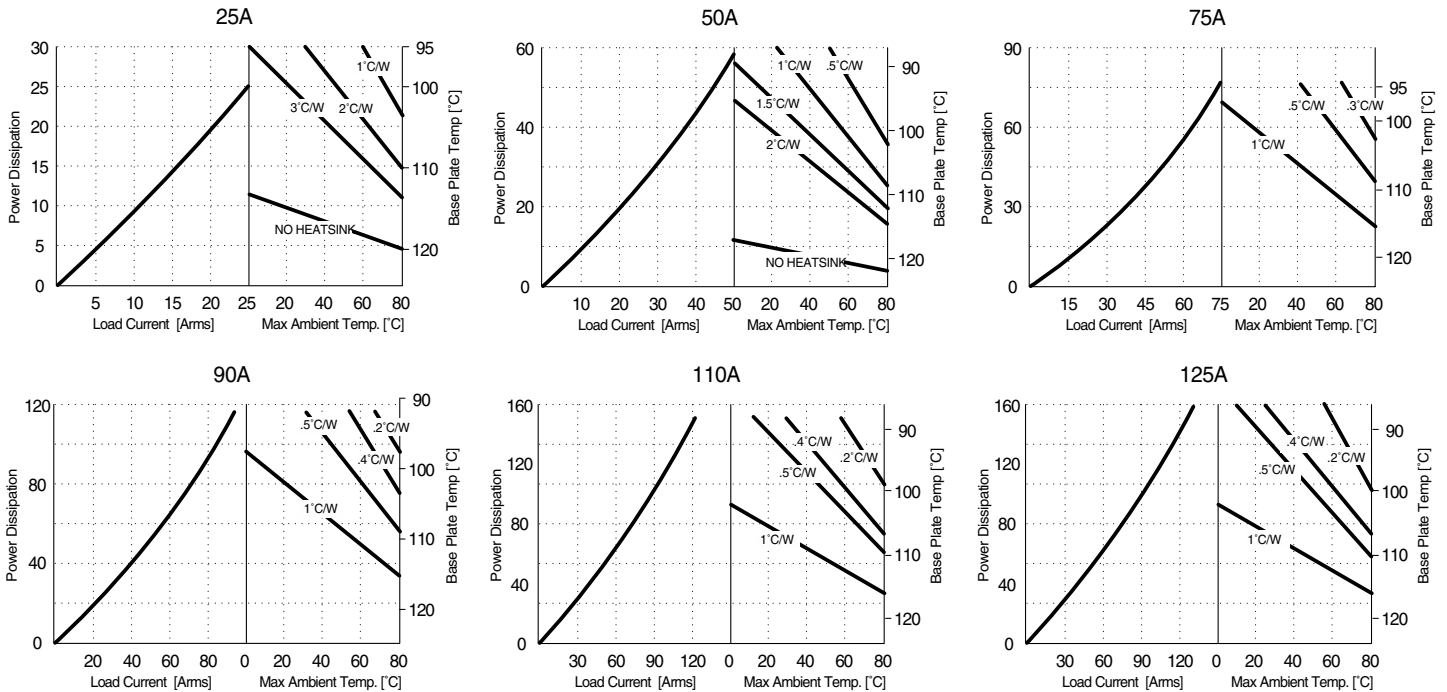 25A
30
25
20
15
10
5
0
Power Dissipation
5 10 15 20 25 20 40 60 80
Load Current [Arms] Max Ambient Temp. [˚C]
1˚C/W
2˚C/W
3˚C/W
NO HEATSINK
95
100
110
120
Base Plate Temp [˚C]
50A
60
40
20
0
Power Dissipation
10 20 30 40 50 20 40 60 80
Load Current [Arms] Max Ambient Temp. [˚C]
.5˚C/W
1˚C/W
1.5˚C/W
2˚C/W
NO HEATSINK
90
100
110
120
Base Plate Temp [˚C]
75A
90
60
30
0
Power Dissipation
15 30 45 60 75 20 40 60 80
Load Current [Arms] Max Ambient Temp. [˚C]
.5˚C/W
.3˚C/W
1˚C/W
95
100
110
120
Base Plate Temp [˚C]
90A
120
80
40
0
Power Dissipation
20 40 60 80 0 20 40 60 80
Load Current [Arms] Max Ambient Temp. [˚C]
.5˚C/W
.2˚C/W
.4˚C/W
1˚C/W
90
100
110
120
Base Plate Temp [˚C]
110A
160
120
80
40
0
Power Dissipation
30 60 90 120 0 20 40 60 80
Load Current [Arms] Max Ambient Temp. [˚C]
.4˚C/W
.2˚C/W
.5˚C/W
1˚C/W
90
100
110
120
Base Plate Temp [˚C]
125A
160
120
80
40
0
Power Dissipation
30 60 90 120 0 20 40 60 80
Load Current [Arms] Max Ambient Temp. [˚C]
.4˚C/W
.2˚C/W
.5˚C/W
1˚C/W
90
100
110
120
Base Plate Temp [˚C]